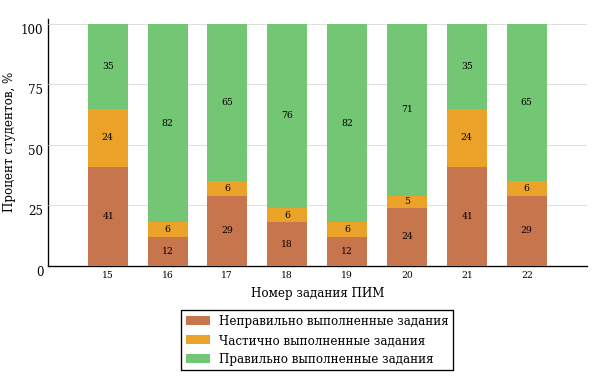 100
75
50
25
0
Процент студентов, %
35 82 65 76 82 71 35 65
24 6 6 6 6 5 24 6
41 12 29 18 12 24 41 29
15 16 17 18 19 20 21 22
Номер задания ПИМ
Неправильно выполненные задания
Частично выполненные задания
Правильно выполненные задания